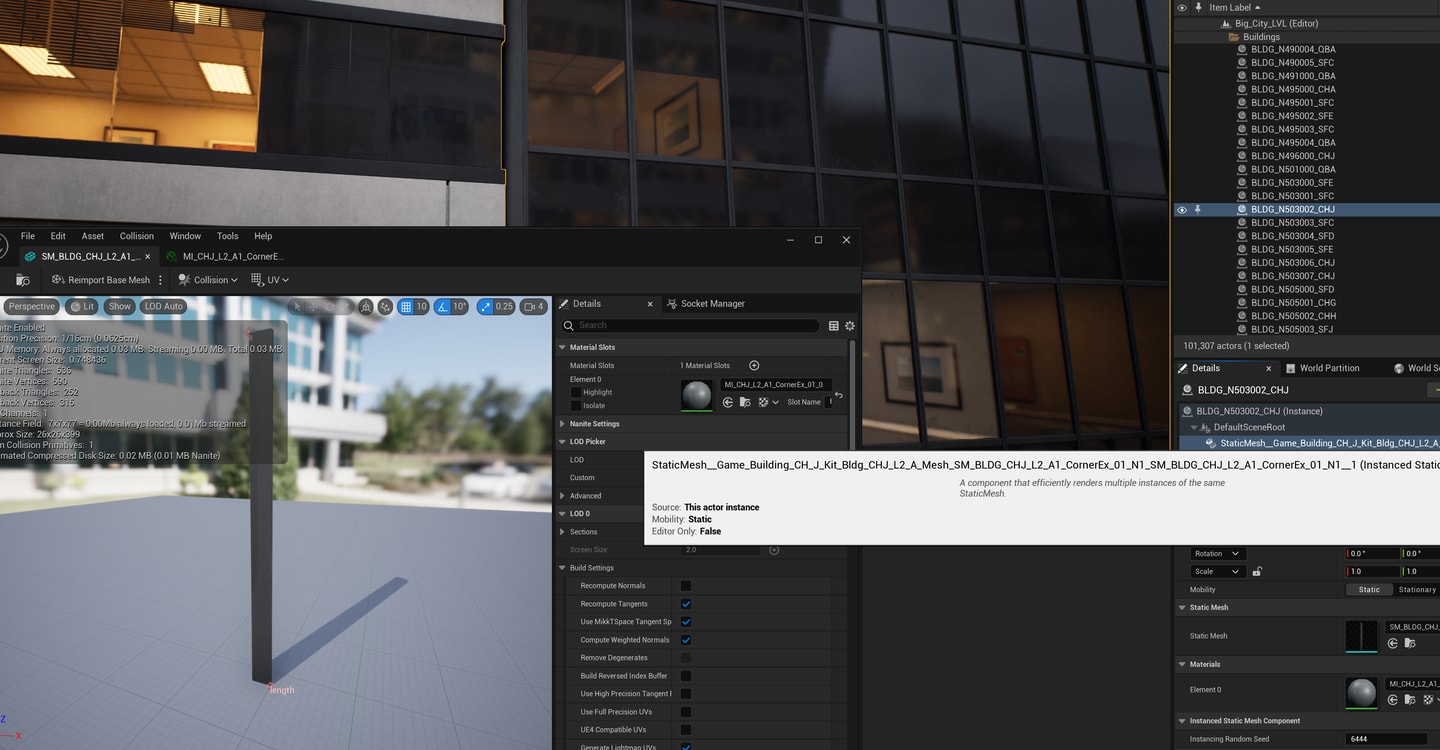 Item Label
Big_City_LVL (Editor)
Buildings
BLDG_N490004_QBA
BLDG_N490005_SFC
BLDG_N491000_QBA
BLDG_N495000_CHA
BLDG_N495001_SFC
BLDG_N495002_SFE
BLDG_N495003_SFC
BLDG_N495004_QBA
BLDG_N496000_CHJ
BLDG_N501000_QBA
BLDG_N503000_SFE
BLDG_N503001_SFC
BLDG_N503002_CHJ
BLDG_N503003_SFC
BLDG_N503004_SFD
BLDG_N503005_SFE
BLDG_N503006_CHJ
BLDG_N503007_CHJ
BLDG_N505000_SFD
BLDG_N505001_CHG
BLDG_N505002_CHH
BLDG_N505003_SFJ
101,307 actors (1 selected)
File Edit Asset Collision Window Tools Help
SM_BLDG_CHJ_L2_A1_... MI_CHJ_L2_A1_CornerE...
Reimport Base Mesh Collision UV
Perspective Lit Show LOD Auto 10 10° 0.25 4
nite Enabled
ition Precision: 1/16cm (0.0625cm)
J Memory: Always allocated 0.03 MB. Streaming 0.00 MB. Total 0.03 MB.
rent Screen Size: 0.748436
nite Triangles: 536
nite Vertices: 590
back Triangles: 252
back Vertices: 315
Channels: 1
tance Field: 7x7x77 = 0.00Mb always loaded, 0.01Mb streamed
rox Size: 26x26x399
m Collision Primitives: 1
mated Compressed Disk Size: 0.02 MB (0.01 MB Nanite)
length
Z
X
Details Socket Manager
Search
Material Slots
Material Slots 1 Material Slots
Element 0
Highlight
Isolate
MI_CHJ_L2_A1_CornerEx_01_0
Slot Name
Nanite Settings
LOD Picker
LOD
Custom
Advanced
LOD 0
Sections
Screen Size 2.0
Build Settings
Recompute Normals
Recompute Tangents
Use MikkTSpace Tangent Sp
Compute Weighted Normals
Remove Degenerates
Build Reversed Index Buffer
Use High Precision Tangent
Use Full Precision UVs
UE4 Compatible UVs
Generate Lightmap UVs
Details World Partition World S
BLDG_N503002_CHJ
BLDG_N503002_CHJ (Instance)
DefaultSceneRoot
StaticMesh__Game_Building_CH_J_Kit_Bldg_CHJ_L2_A_
StaticMesh__Game_Building_CH_J_Kit_Bldg_CHJ_L2_A_Mesh_SM_BLDG_CHJ_L2_A1_CornerEx_01_N1_SM_BLDG_CHJ_L2_A1_CornerEx_01_N1__1 (Instanced Static
A component that efficiently renders multiple instances of the same
StaticMesh.
Source: This actor instance
Mobility: Static
Editor Only: False
Rotation 0.0° 0.0°
Scale 1.0 1.0
Mobility Static Stationary
Static Mesh
Static Mesh SM_BLDG_CHJ_
Materials
Element 0 MI_CHJ_L2_A1_
Instanced Static Mesh Component
Instancing Random Seed 6444